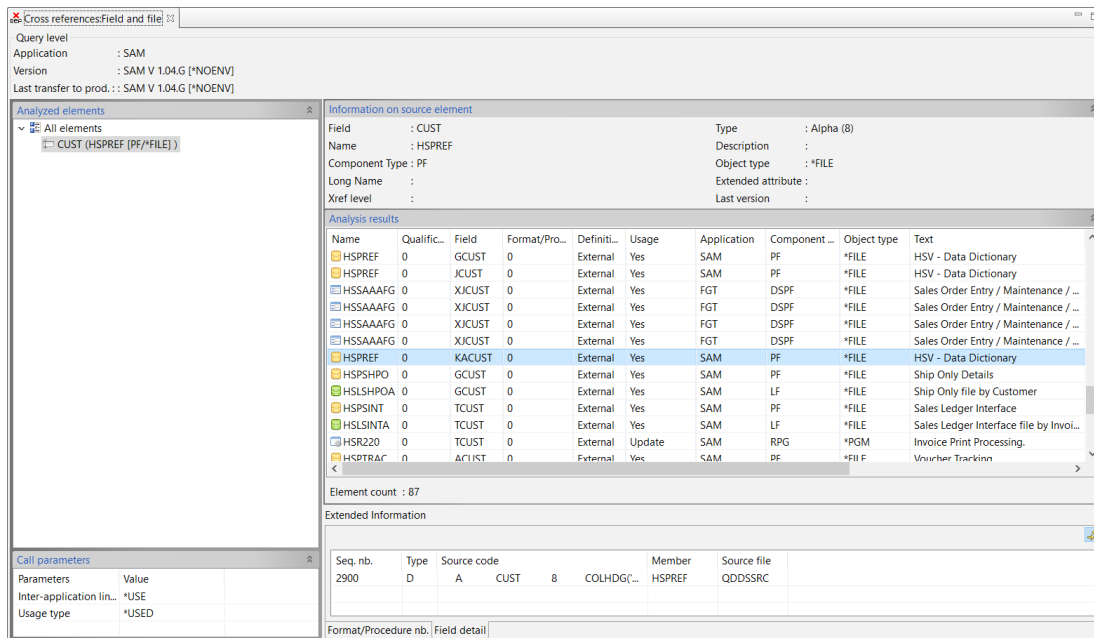 Cross references:Field and file
Query level
Application : SAM
Version : SAM V 1.04.G [*NOENV]
Last transfer to prod. : : SAM V 1.04.G [*NOENV]
Analyzed elements
All elements
CUST (HSPREF [PF/*FILE] )
Call parameters
Parameters Value
Inter-application lin... *USE
Usage type *USED
Information on source element
Field : CUST Type : Alpha (8)
Name : HSPREF Description :
Component Type : PF Object type : *FILE
Long Name : Extended attribute :
Xref level : Last version :
Analysis results
Name Qualific... Field Format/Pro... Definiti... Usage Application Component ... Object type Text
HSPREF 0 GCUST 0 External Yes SAM PF *FILE HSV - Data Dictionary
HSPREF 0 JCUST 0 External Yes SAM PF *FILE HSV - Data Dictionary
HSSAAAFG 0 XJCUST 0 External Yes FGT DSPF *FILE Sales Order Entry / Maintenance / ...
HSSAAAFG 0 XJCUST 0 External Yes FGT DSPF *FILE Sales Order Entry / Maintenance / ...
HSSAAAFG 0 XJCUST 0 External Yes FGT DSPF *FILE Sales Order Entry / Maintenance / ...
HSSAAAFG 0 XJCUST 0 External Yes FGT DSPF *FILE Sales Order Entry / Maintenance / ...
HSPREF 0 KACUST 0 External Yes SAM PF *FILE HSV - Data Dictionary
HSPSHPO 0 GCUST 0 External Yes SAM PF *FILE Ship Only Details
HSLSHPOA 0 GCUST 0 External Yes SAM LF *FILE Ship Only file by Customer
HSPSINT 0 TCUST 0 External Yes SAM PF *FILE Sales Ledger Interface
HSLSINTA 0 TCUST 0 External Yes SAM LF *FILE Sales Ledger Interface file by Invoi...
HSR220 0 TCUST 0 External Update SAM RPG *PGM Invoice Print Processing.
HSPTRAC 0 ACUST 0 External Yes SAM PF *FILE Voucher Tracking
Element count : 87
Extended Information
Seq. nb. Type Source code Member Source file
2900 D A CUST 8 COLHDG('... HSPREF QDDSSRC
Format/Procedure nb. Field detail